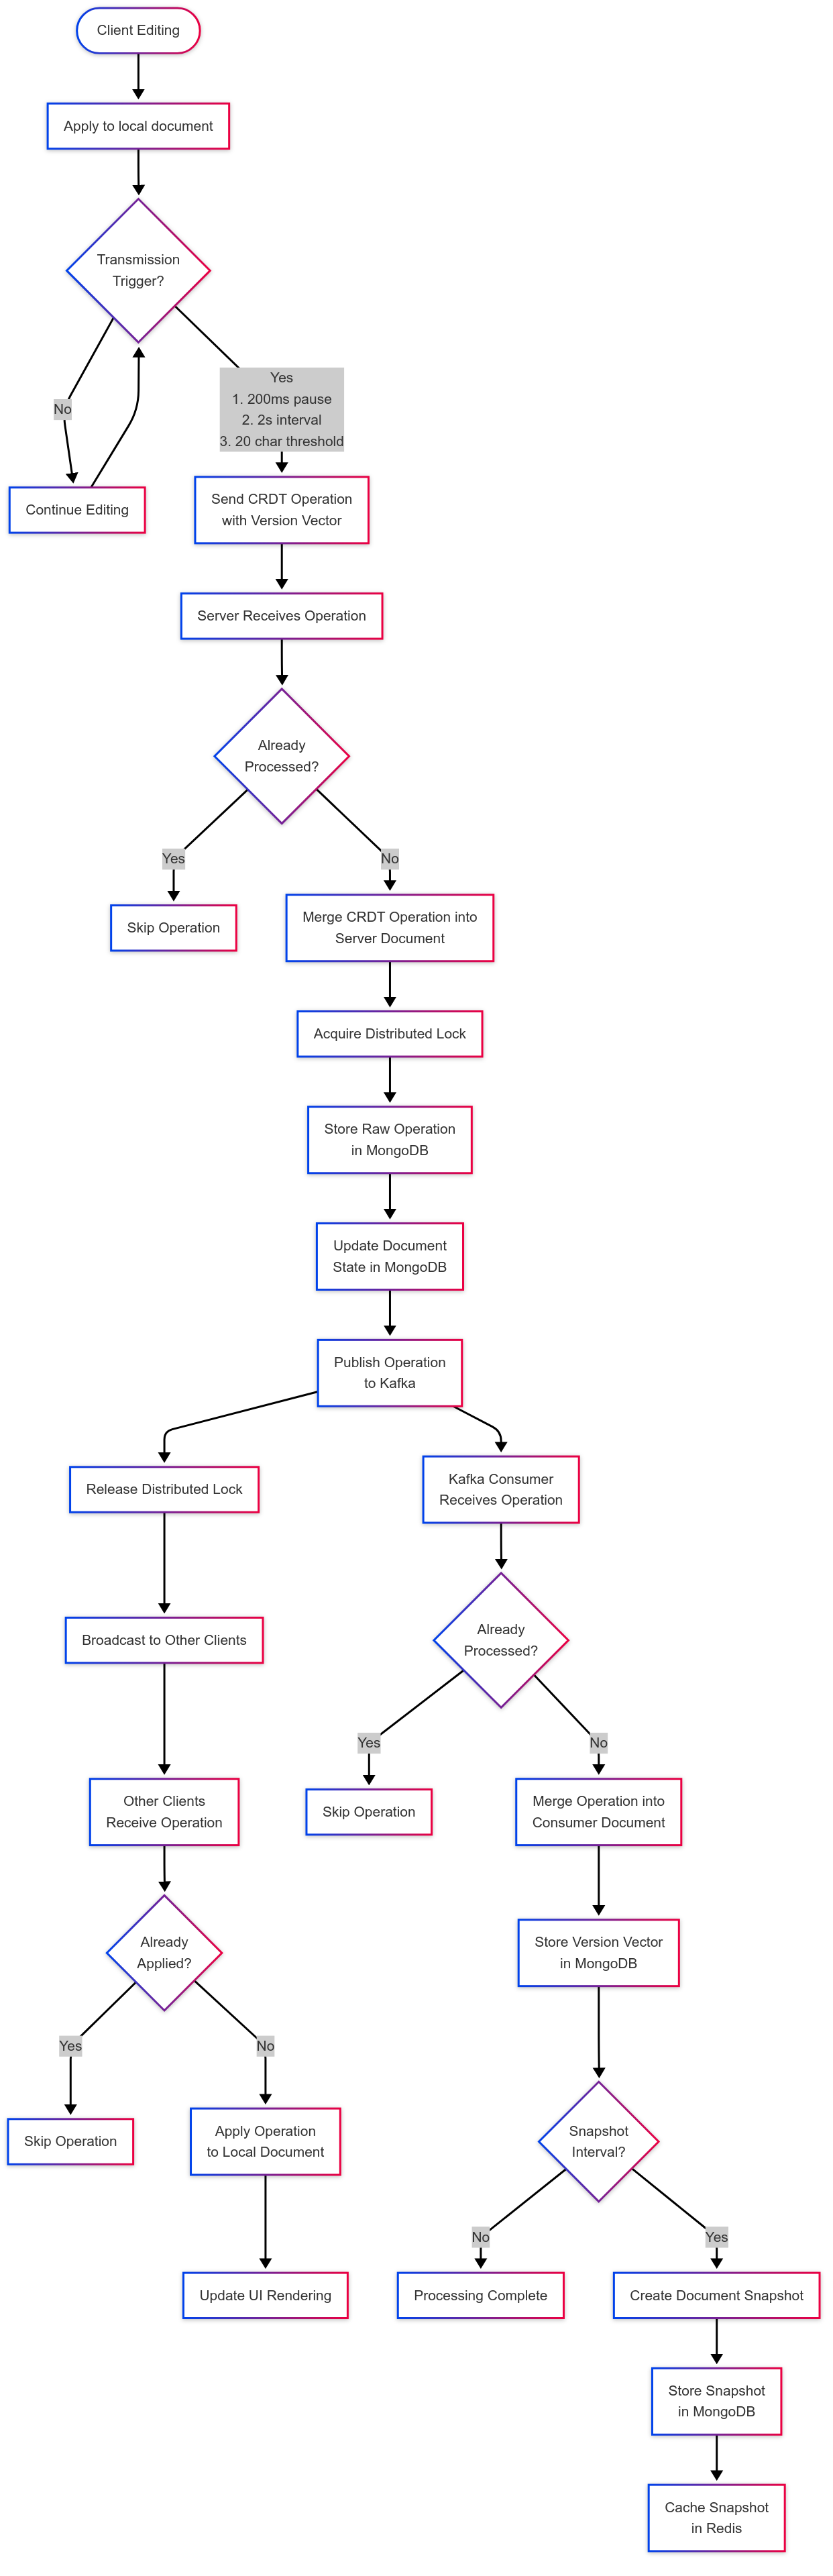 Client Editing
Apply to local document
Transmission
Trigger?
No
Yes
1. 200ms pause
2. 2s interval
3. 20 char threshold
Continue Editing
Send CRDT Operation
with Version Vector
Server Receives Operation
Already
Processed?
Yes
No
Skip Operation
Merge CRDT Operation into
Server Document
Acquire Distributed Lock
Store Raw Operation
in MongoDB
Update Document
State in MongoDB
Publish Operation
to Kafka
Release Distributed Lock
Kafka Consumer
Receives Operation
Broadcast to Other Clients
Already
Processed?
Yes
No
Other Clients
Receive Operation
Skip Operation
Merge Operation into
Consumer Document
Already
Applied?
Store Version Vector
in MongoDB
Yes
No
Skip Operation
Apply Operation
to Local Document
Snapshot
Interval?
No
Yes
Update UI Rendering
Processing Complete
Create Document Snapshot
Store Snapshot
in MongoDB
Cache Snapshot
in Redis